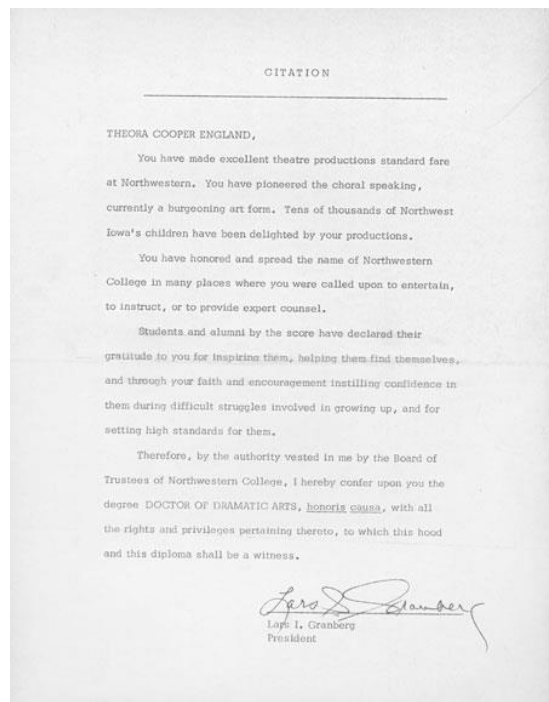 CITATION
THEORA COOPER ENGLAND,
You have made excellent theatre productions standard fare
at Northwestern. You have pioneered the choral speaking,
currently a burgeoning art form. Tens of thousands of Northwest
Iowa's children have been delighted by your productions.
You have honored and spread the name of Northwestern
College in many places where you were called upon to entertain,
to instruct, or to provide expert counsel.
Students and alumni by the score have declared their
gratitude to you for inspiring them, helping them find themselves,
and through your faith and encouragement instilling confidence in
them during difficult struggles involved in growing up, and for
setting high standards for them.
Therefore, by the authority vested in me by the Board of
Trustees of Northwestern College, I hereby confer upon you the
degree DOCTOR OF DRAMATIC ARTS, honoris causa, with all
the rights and privileges pertaining thereto, to which this hood
and this diploma shall be a witness.
Lars I. Granberg
Lars I. Granberg
President